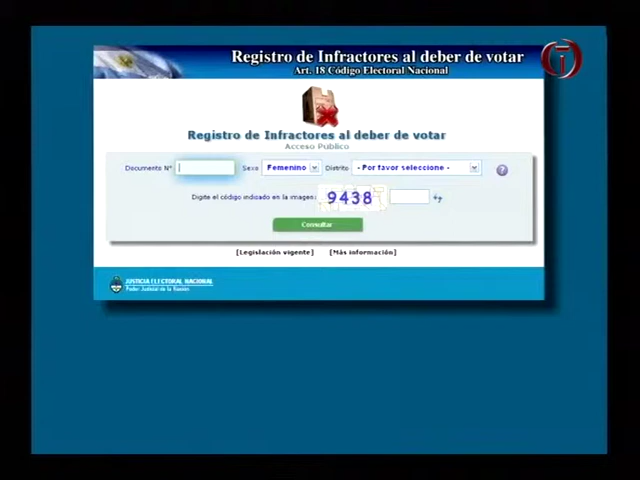 Registro de Infractores al deber de votar
Art. 18 Código Electoral Nacional
Registro de Infractores al deber de votar
Acceso Publico
Documento Nº Sexo Femenino Distrito - Por favor seleccione - ?
Digite el código indicado en la imagen: 9438
Consultar
[Legislación vigente] [Más información]
JUSTICIA ELECTORAL NACIONAL
Poder Judicial de la Nación